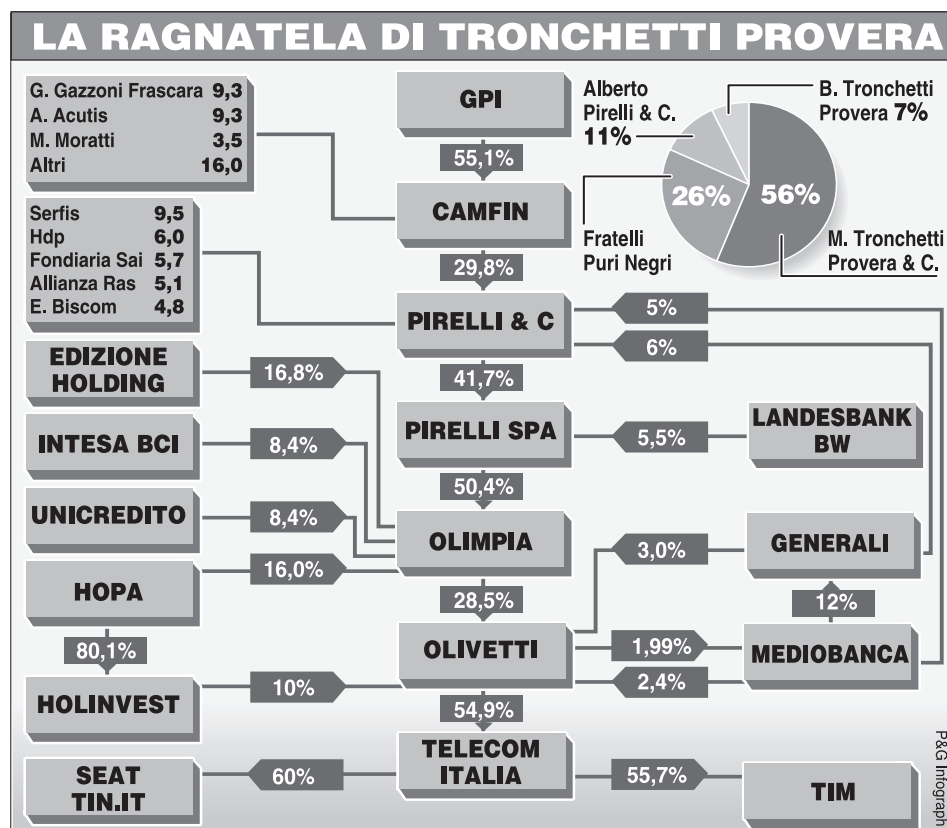 LA RAGNATELA DI TRONCHETTI PROVERA
G. Gazzoni Frascara 9,3
A. Acutis 9,3
M. Moratti 3,5
Altri 16,0
GPI
Alberto
Pirelli & C.
11%
B. Tronchetti
Provera 7%
55,1%
26%
56%
Serfis 9,5
Hdp 6,0
Fondiaria Sai 5,7
Allianza Ras 5,1
E. Biscom 4,8
CAMFIN
Fratelli
Puri Negri
M. Tronchetti
Provera & C.
29,8%
PIRELLI & C
5%
6%
EDIZIONE
HOLDING
16,8%
41,7%
INTESA BCI
8,4%
PIRELLI SPA
5,5%
LANDESBANK
BW
50,4%
UNICREDITO
8,4%
OLIMPIA
3,0%
GENERALI
HOPA
16,0%
28,5%
12%
80,1%
OLIVETTI
1,99%
MEDIOBANCA
HOLINVEST
10%
2,4%
54,9%
SEAT
TIN.IT
60%
TELECOM
ITALIA
55,7%
TIM
P&G Infograph